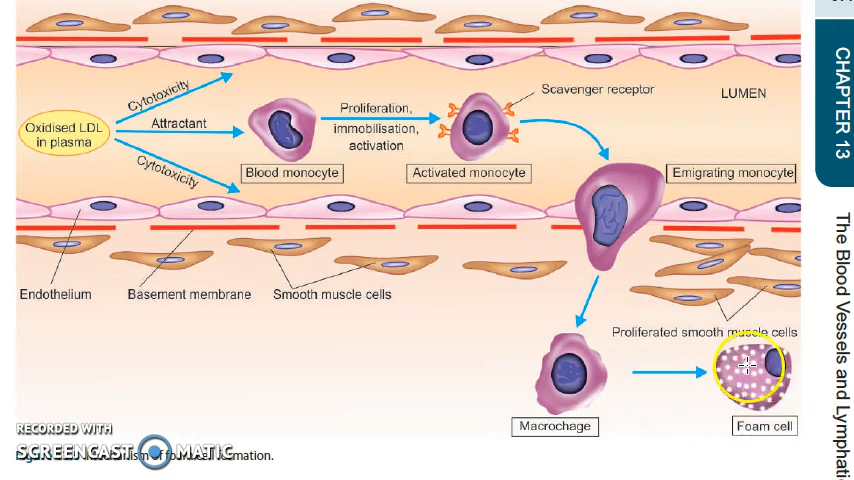 CHAPTER 13
The Blood Vessels and Lymphatic
Cytotoxicity
Oxidised LDL
in plasma
Attractant
Cytotoxicity
Proliferation,
immobilisation,
activation
Scavenger receptor
LUMEN
Blood monocyte
Activated monocyte
Emigrating monocyte
Endothelium
Basement membrane
Smooth muscle cells
Proliferated smooth muscle cells
Macrochage
Foam cell
RECORDED WITH
SCREENCAST MATIC